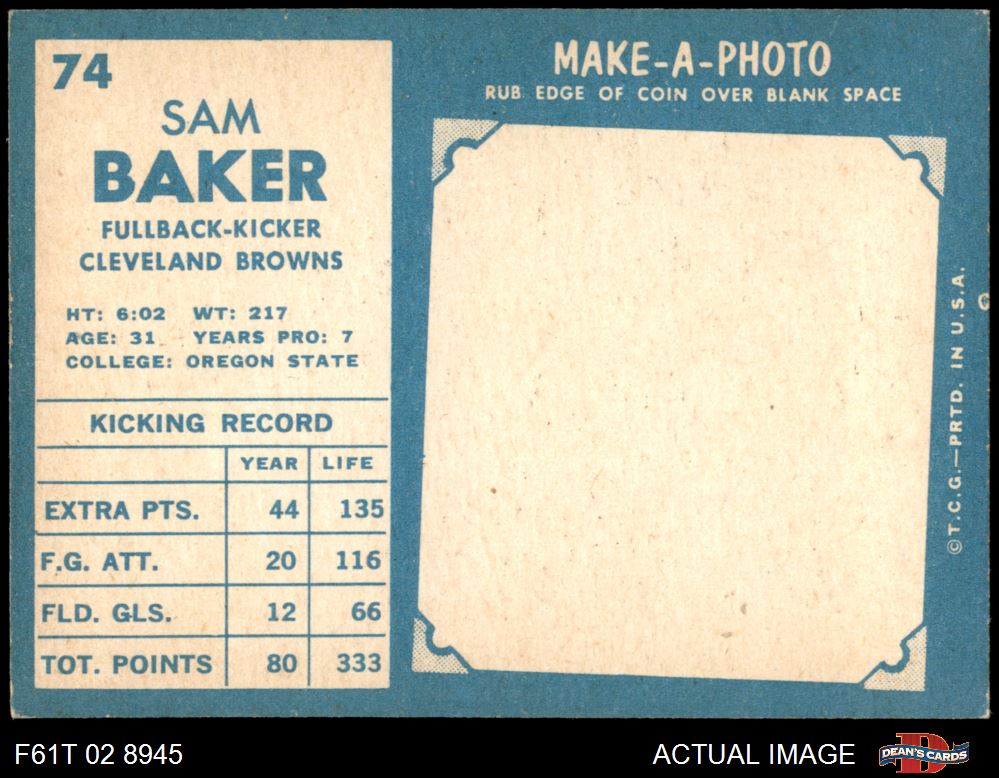 74
SAM
BAKER
FULLBACK-KICKER
CLEVELAND BROWNS
HT: 6:02 WT: 217
AGE: 31 YEARS PRO: 7
COLLEGE: OREGON STATE
KICKING RECORD
YEAR LIFE
EXTRA PTS. 44 135
F.G. ATT. 20 116
FLD. GLS. 12 66
TOT. POINTS 80 333
MAKE-A-PHOTO
RUB EDGE OF COIN OVER BLANK SPACE
©T.C.G.—PRTD. IN U.S.A.
F61T 02 8945
ACTUAL IMAGE
D
DEAN'S CARDS